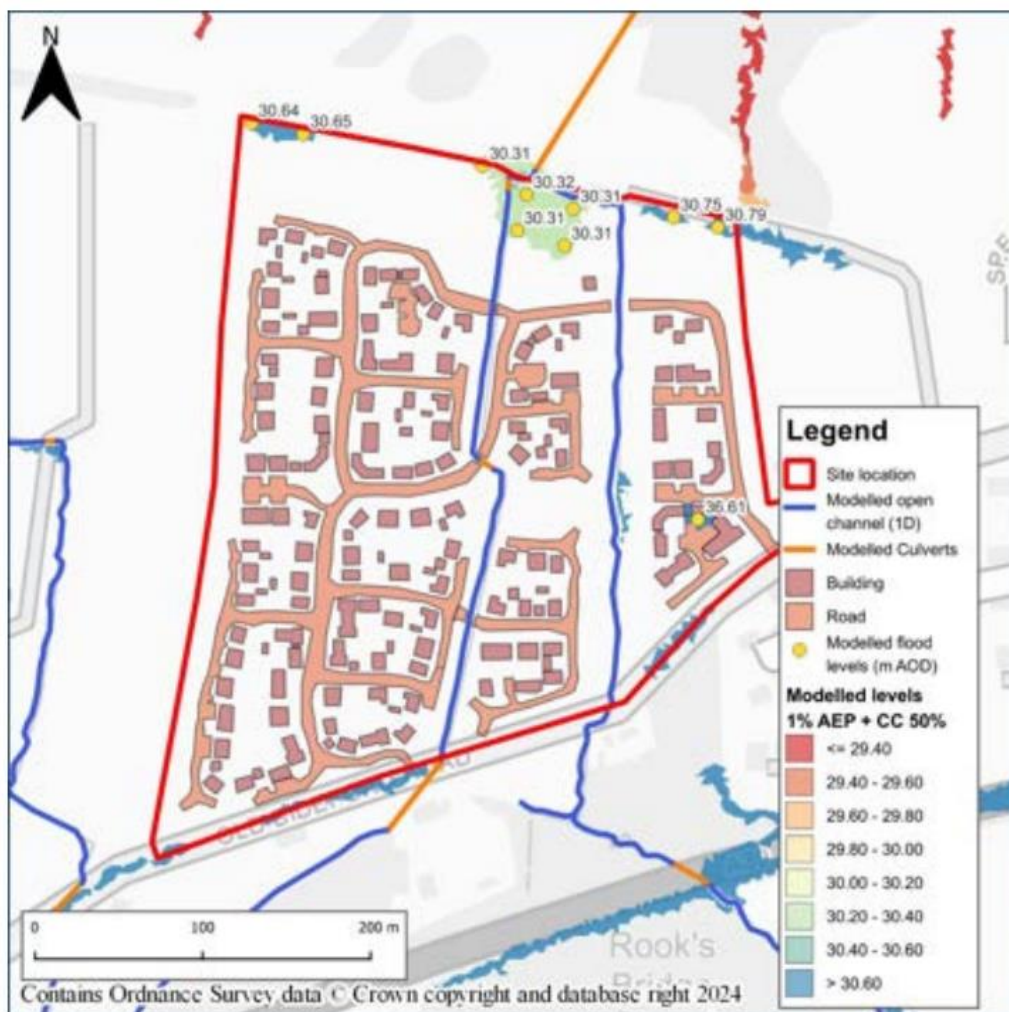 N
30.64
30.65
30.31
30.32
30.31
30.31
30.31
30.75
30.79
36.61
Legend
Site location
Modelled open
channel (1D)
Modelled Culverts
Building
Road
Modelled flood
levels (m AOD)
Modelled levels
1% AEP + CC 50%
<= 29.40
29.40 - 29.60
29.60 - 29.80
29.80 - 30.00
30.00 - 30.20
30.20 - 30.40
30.40 - 30.60
> 30.60
0 100 200 m
Rook's
Contains Ordnance Survey data © Crown copyright and database right 2024